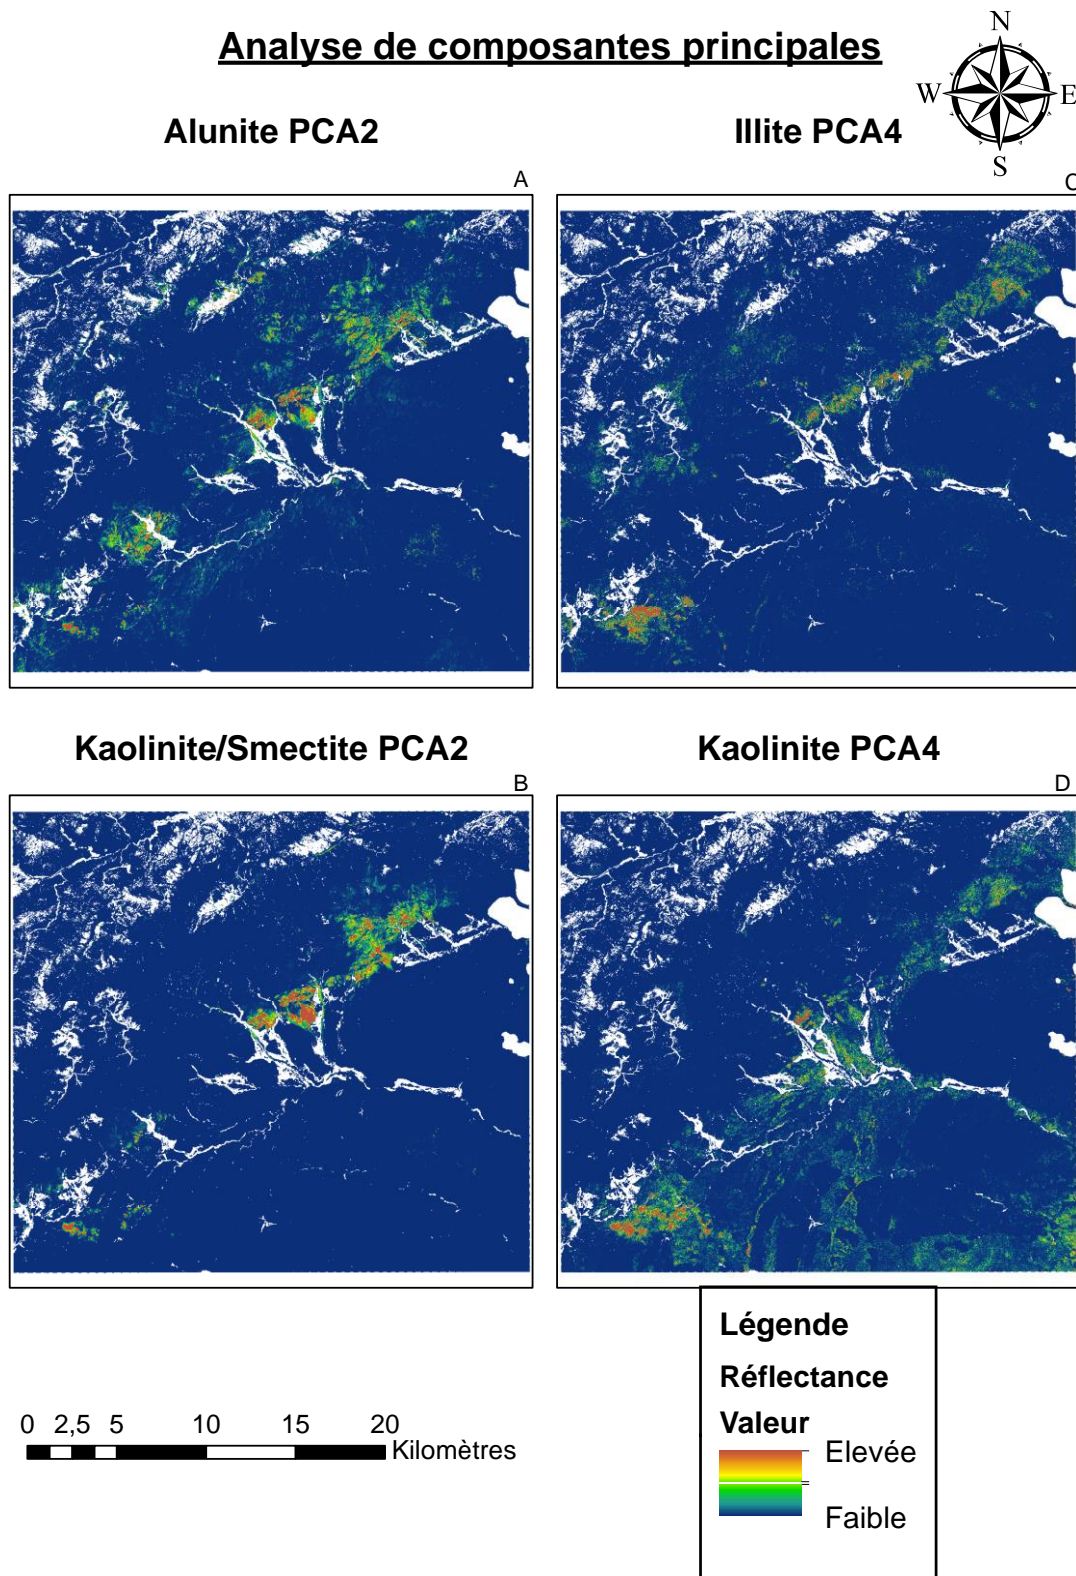 Analyse de composantes principales
N
W E
S
Alunite PCA2
Illite PCA4
A
C
Kaolinite/Smectite PCA2
Kaolinite PCA4
B
D
Légende
Réflectance
Valeur
Elevée
Faible
0 2,5 5 10 15 20
Kilomètres